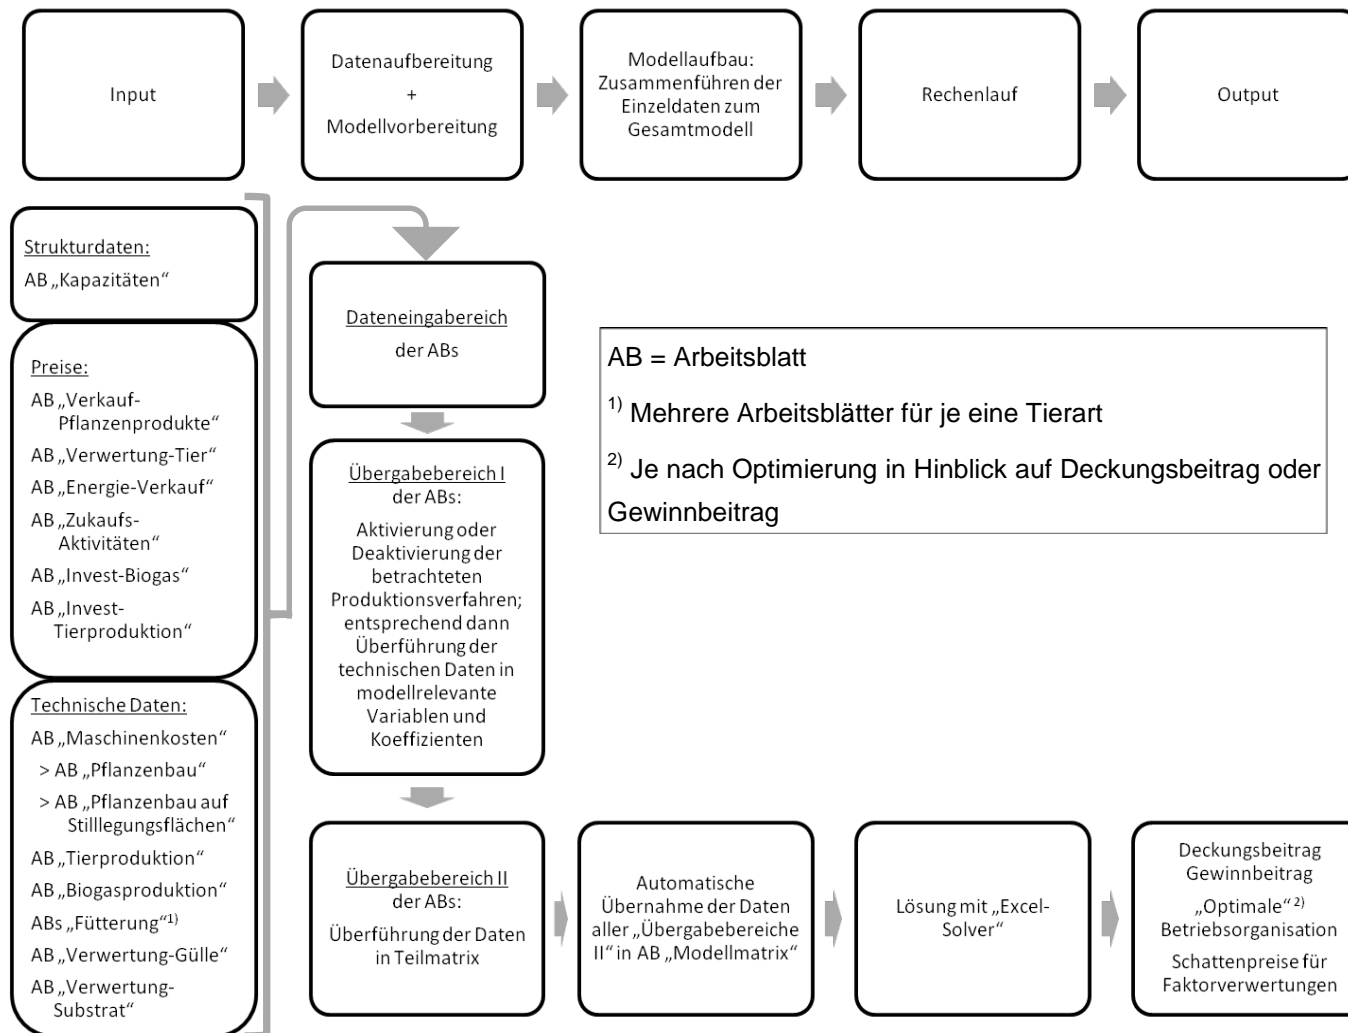 Input
Datenaufbereitung
+
Modellvorbereitung
Modellaufbau:
Zusammenführen der
Einzeldaten zum
Gesamtmodell
Rechenlauf
Output
Strukturdaten:
AB „Kapazitäten“
Preise:
AB „Verkauf-
Pflanzenprodukte“
AB „Verwertung-Tier“
AB „Energie-Verkauf“
AB „Zukaufs-
Aktivitäten“
AB „Invest-Biogas“
AB „Invest-
Tierproduktion“
Technische Daten:
AB „Maschinenkosten“
> AB „Pflanzenbau“
> AB „Pflanzenbau auf
Stilllegungsflächen“
AB „Tierproduktion“
AB „Biogasproduktion“
ABs „Fütterung“¹⁾
AB „Verwertung-Gülle“
AB „Verwertung-
Substrat“
Dateneingabereich
der ABs
Übergabebereich I
der ABs:
Aktivierung oder
Deaktivierung der
betrachteten
Produktionsverfahren;
entsprechend dann
Überführung der
technischen Daten in
modellrelevante
Variablen und
Koeffizienten
AB = Arbeitsblatt
¹⁾ Mehrere Arbeitsblätter für je eine Tierart
²⁾ Je nach Optimierung in Hinblick auf Deckungsbeitrag oder
Gewinnbeitrag
Übergabebereich II
der ABs:
Überführung der Daten
in Teilmatrix
Automatische
Übernahme der Daten
aller „Übergabebereiche
II“ in AB „Modellmatrix“
Lösung mit „Excel-
Solver“
Deckungsbeitrag
Gewinnbeitrag
„Optimale“ ²⁾
Betriebsorganisation
Schattenpreise für
Faktorverwertungen